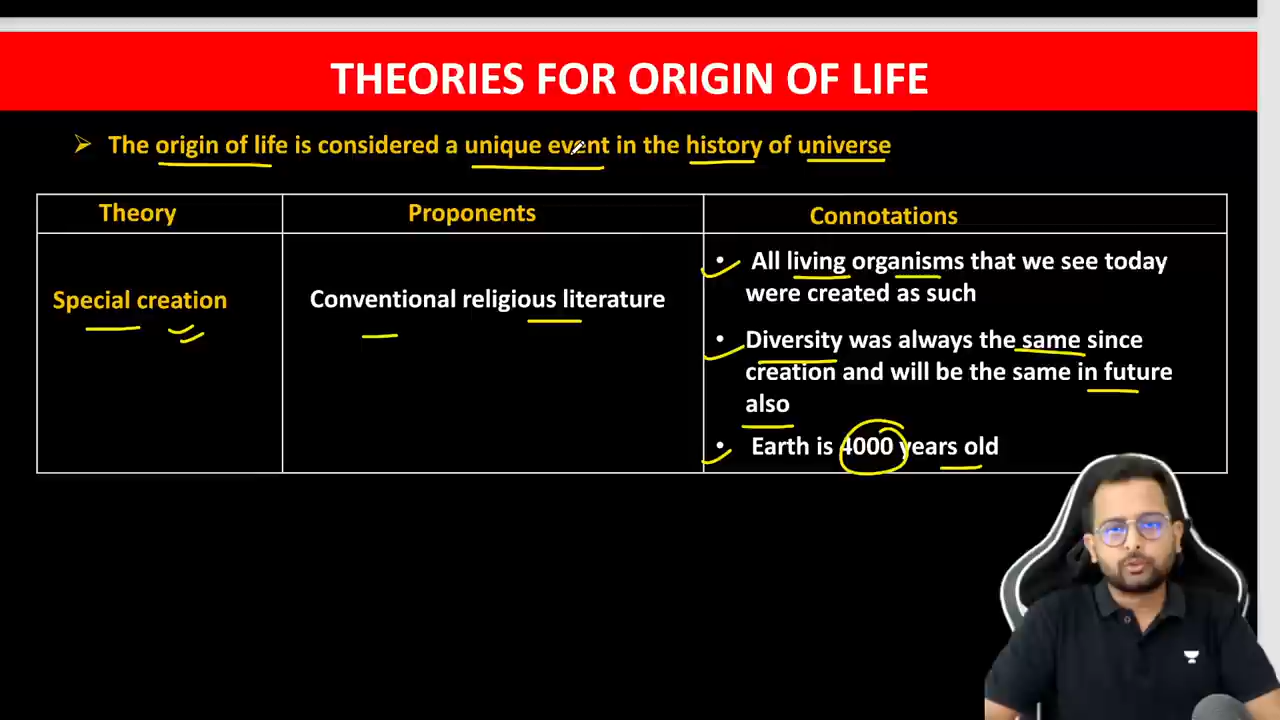 THEORIES FOR ORIGIN OF LIFE
➢ The origin of life is considered a unique event in the history of universe
Theory
Proponents
Connotations
Special creation
Conventional religious literature
• All living organisms that we see today
were created as such
• Diversity was always the same since
creation and will be the same in future
also
• Earth is 4000 years old